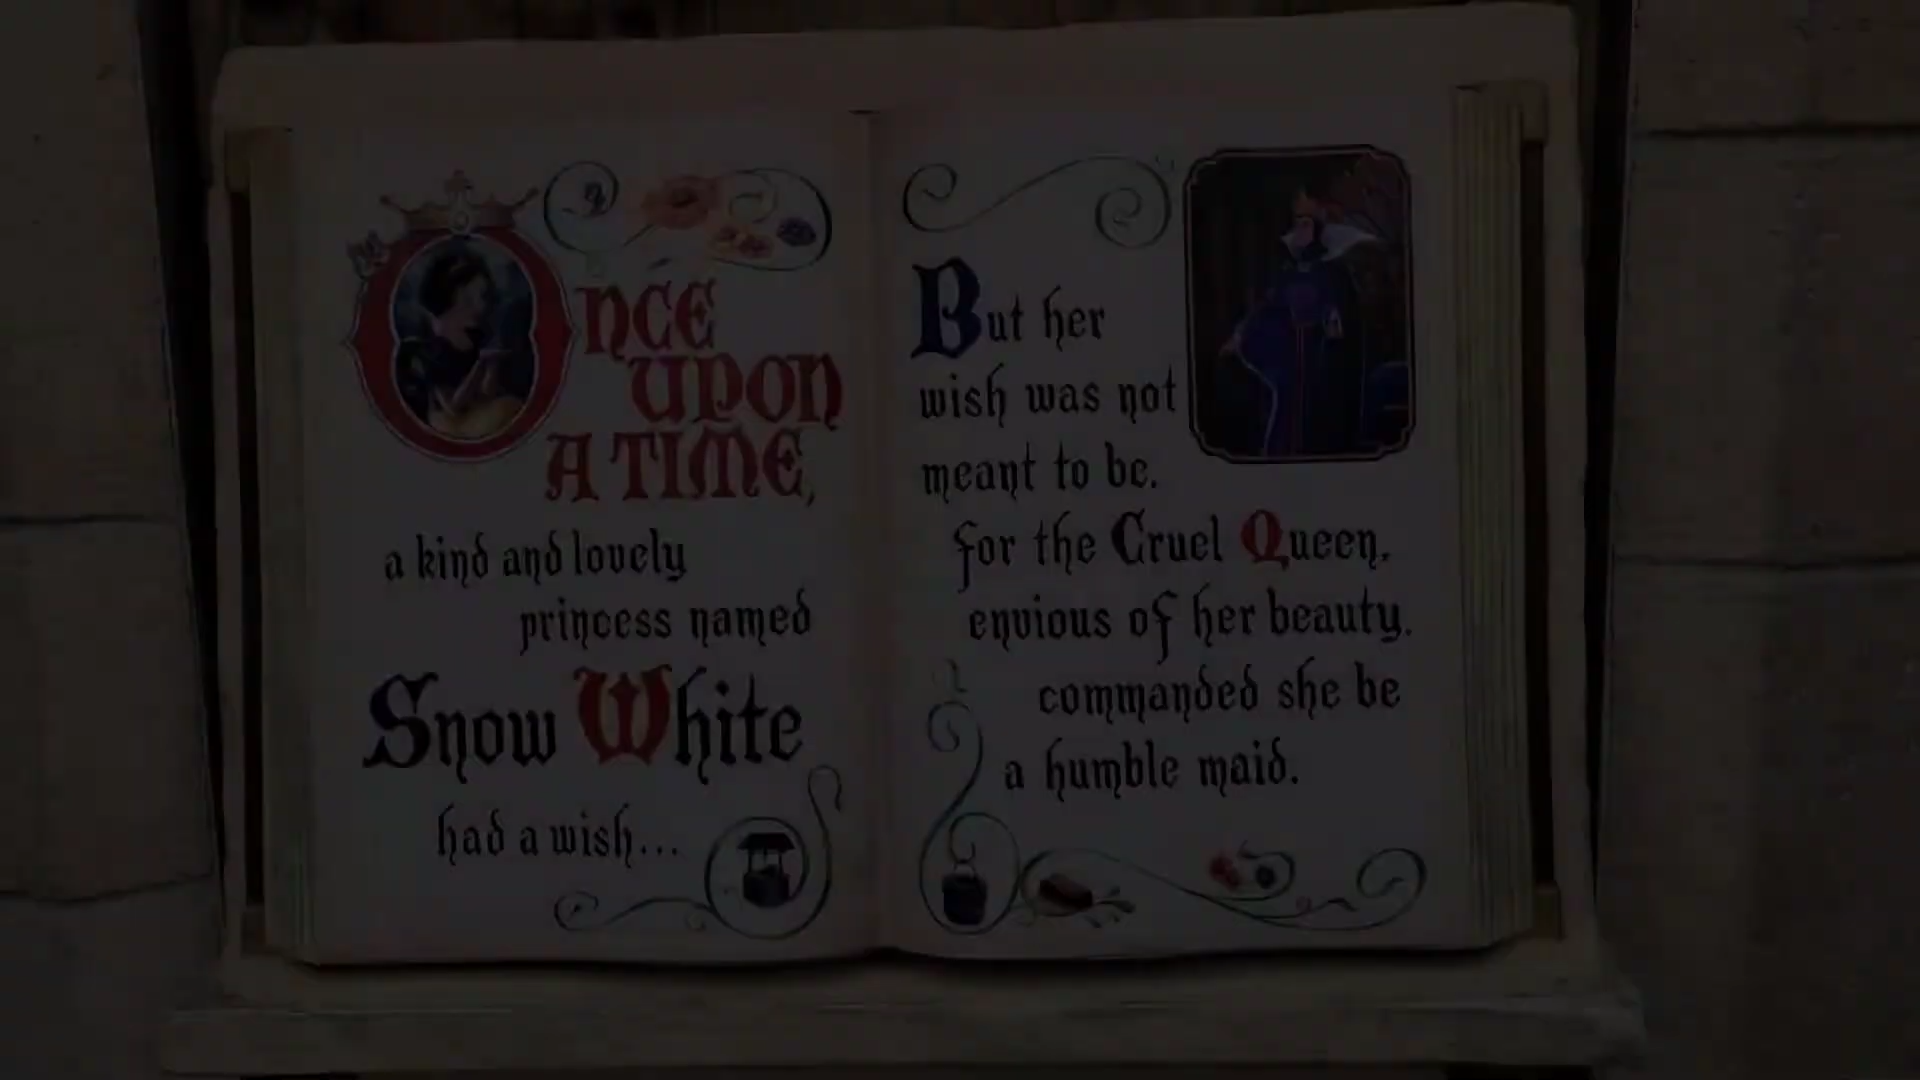 Once
upon
a time,
a kind and lovely
princess named
Snow White
had a wish...
But her
wish was not
meant to be.
for the Cruel Queen,
envious of her beauty,
commanded she be
a humble maid.